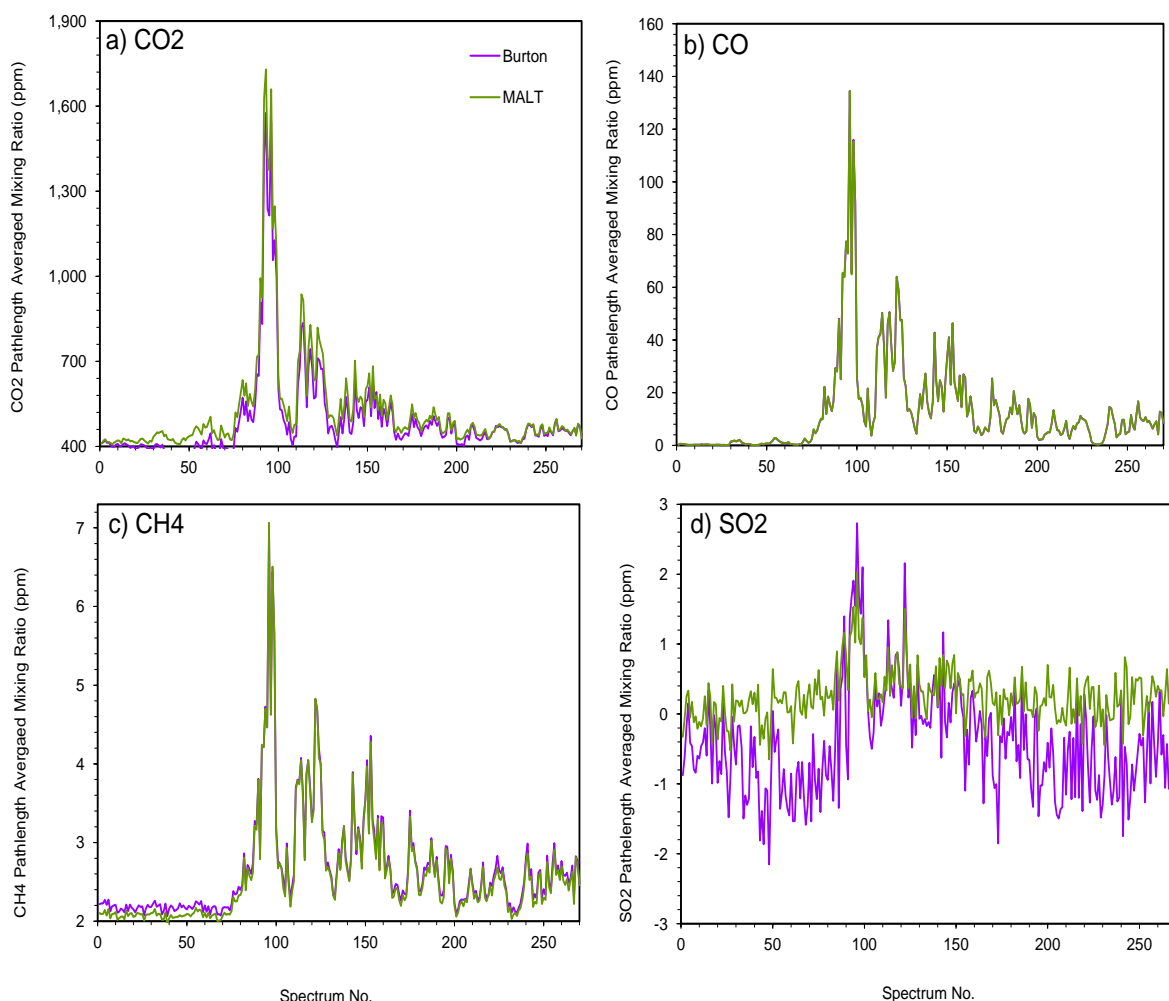 a) CO2
Burton
MALT
CO2 Pathlength Averaged Mixing Ratio (ppm)
1,900
1,600
1,300
1,000
700
400
0 50 100 150 200 250
b) CO
CO Pathelength Averaged Mixing Ratio (ppm)
160
140
120
100
80
60
40
20
0
0 50 100 150 200 250
c) CH4
CH4 Pathlength Avergaed Mixing Ratio (ppm)
7
6
5
4
3
2
0 50 100 150 200 250
Spectrum No.
d) SO2
SO2 Pathelength Averaged Mixing Ratio (ppm)
3
2
1
0
-1
-2
-3
0 50 100 150 200 250
Spectrum No.